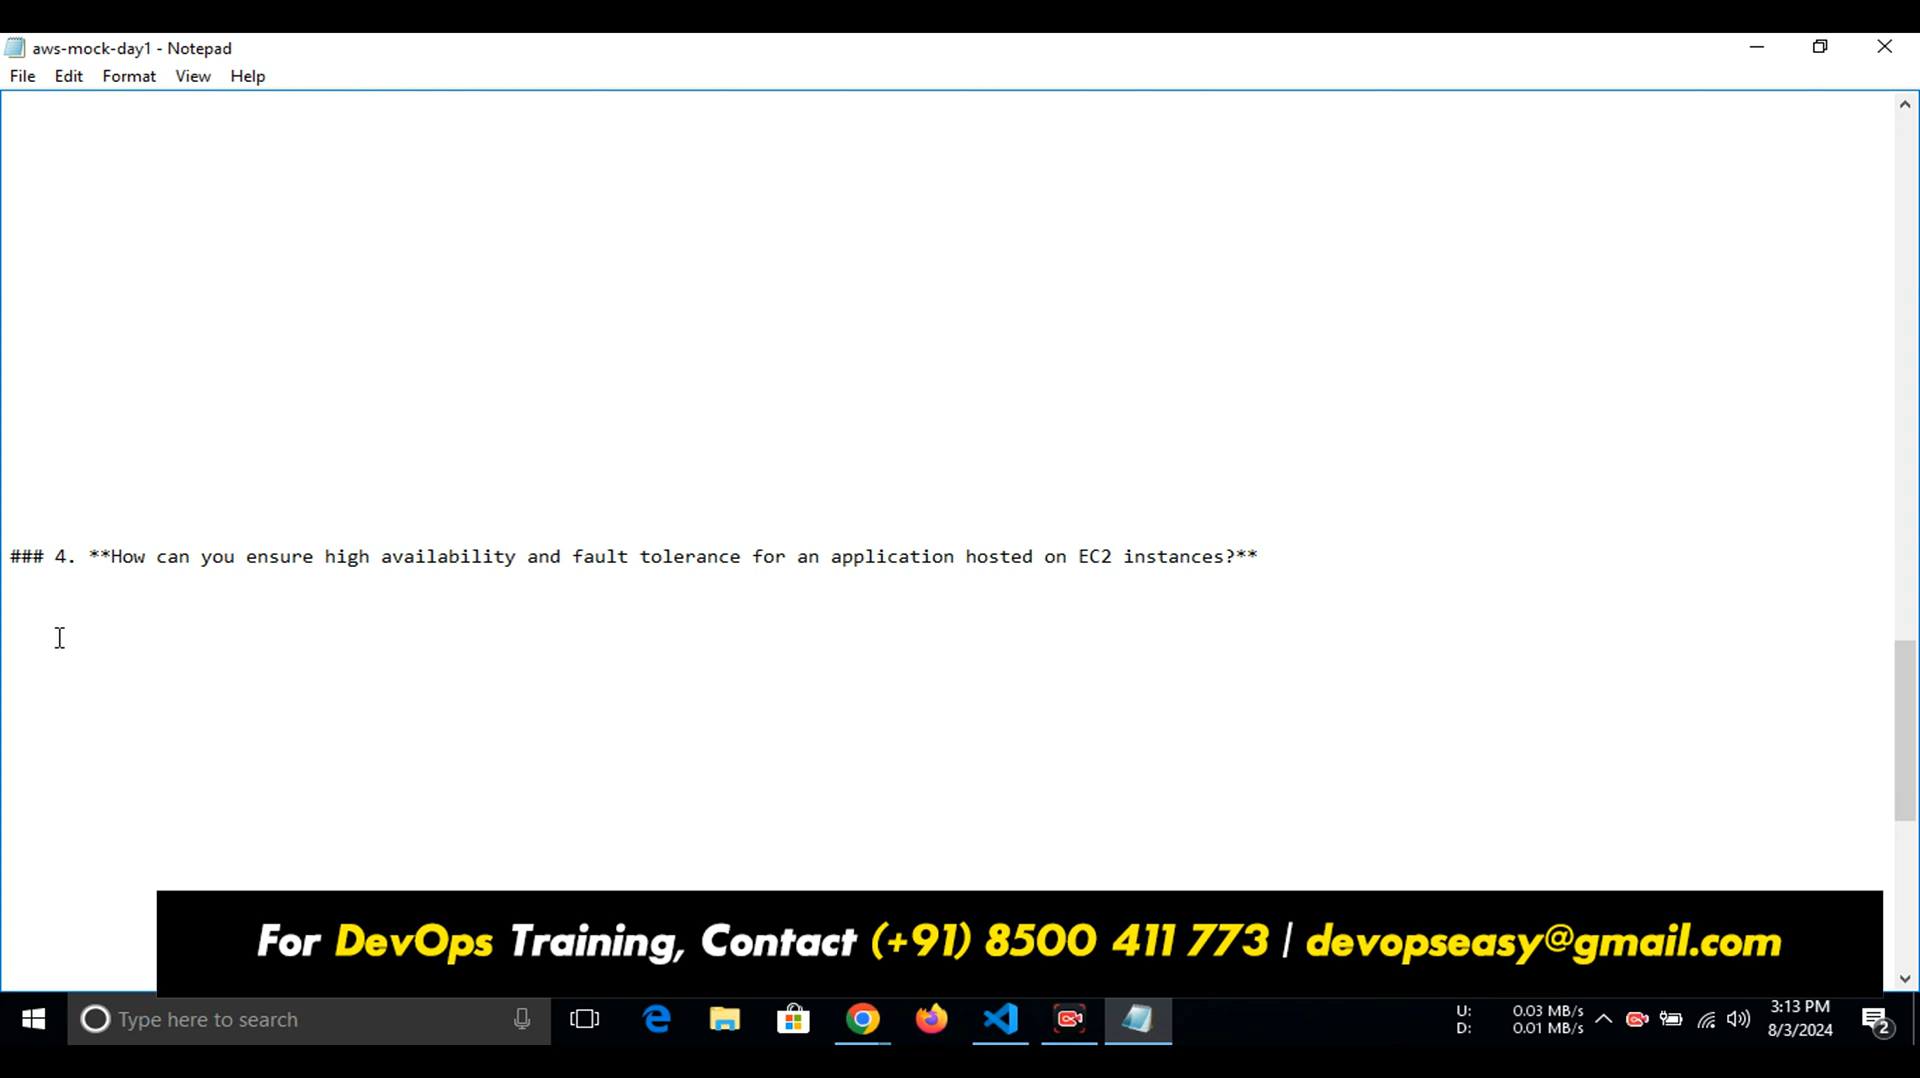 aws-mock-day1 - Notepad
File Edit Format View Help
### 4. **How can you ensure high availability and fault tolerance for an application hosted on EC2 instances?**
For DevOps Training, Contact (+91) 8500 411 773 | devopseasy@gmail.com
Type here to search
U: 0.03 MB/s
D: 0.01 MB/s
3:13 PM
8/3/2024
2